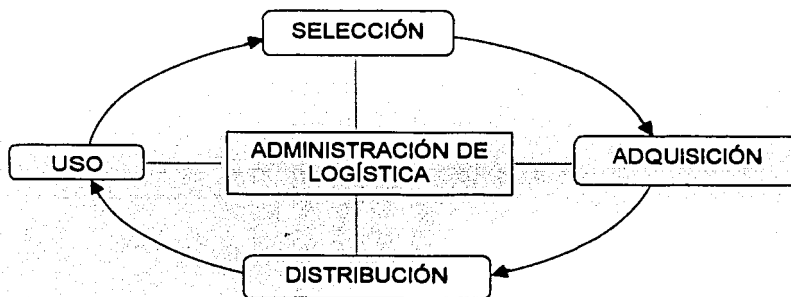 SELECCIÓN
USO
ADMINISTRACIÓN DE
LOGÍSTICA
ADQUISICIÓN
DISTRIBUCIÓN